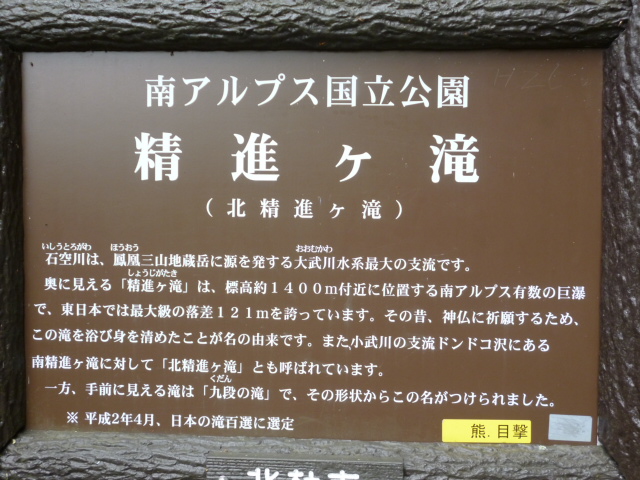 南アルプス国立公園
精進ヶ滝
（北精進ヶ滝）
いしうとろがわ ほうおう おおむかわ
石空川は、鳳凰三山地蔵岳に源を発する大武川水系最大の支流です。
しょうじがたき
奥に見える「精進ヶ滝」は、標高約１４００ｍ付近に位置する南アルプス有数の巨瀑
で、東日本では最大級の落差１２１ｍを誇っています。その昔、神仏に祈願するため、
この滝を浴び身を清めたことが名の由来です。また小武川の支流ドンドコ沢にある
南精進ヶ滝に対して「北精進ヶ滝」とも呼ばれています。
くだん
一方、手前に見える滝は「九段の滝」で、その形状からこの名がつけられました。
※ 平成2年4月、日本の滝百選に選定
熊.目撃